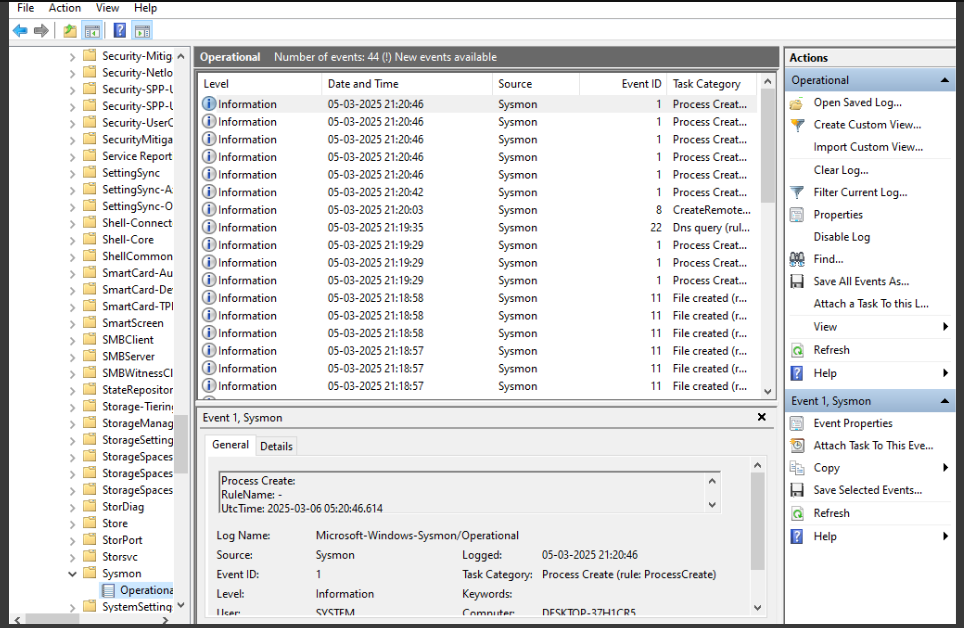 File Action View Help
Security-Mitig
Security-Netlo
Security-SPP-U
Security-SPP-U
Security-UserC
SecurityMitiga
Service Report
SettingSync
SettingSync-A
SettingSync-O
Shell-Connect
Shell-Core
ShellCommon
SmartCard-Au
SmartCard-De
SmartCard-TP
SmartScreen
SMBClient
SMBServer
SMBWitnessCl
StateRepositor
Storage-Tiering
StorageManag
StorageSetting
StorageSpaces
StorageSpaces
StorageSpaces
StorDiag
Store
StorPort
Storsvc
Sysmon
Operationa
SystemSetting
Operational Number of events: 44 (!) New events available
Level Date and Time Source Event ID Task Category
Information 05-03-2025 21:20:46 Sysmon 1 Process Creat...
Information 05-03-2025 21:20:46 Sysmon 1 Process Creat...
Information 05-03-2025 21:20:46 Sysmon 1 Process Creat...
Information 05-03-2025 21:20:46 Sysmon 1 Process Creat...
Information 05-03-2025 21:20:46 Sysmon 1 Process Creat...
Information 05-03-2025 21:20:42 Sysmon 1 Process Creat...
Information 05-03-2025 21:20:03 Sysmon 8 CreateRemote...
Information 05-03-2025 21:19:35 Sysmon 22 Dns query (rul...
Information 05-03-2025 21:19:29 Sysmon 1 Process Creat...
Information 05-03-2025 21:19:29 Sysmon 1 Process Creat...
Information 05-03-2025 21:19:29 Sysmon 1 Process Creat...
Information 05-03-2025 21:18:58 Sysmon 11 File created (r...
Information 05-03-2025 21:18:58 Sysmon 11 File created (r...
Information 05-03-2025 21:18:58 Sysmon 11 File created (r...
Information 05-03-2025 21:18:57 Sysmon 11 File created (r...
Information 05-03-2025 21:18:57 Sysmon 11 File created (r...
Information 05-03-2025 21:18:57 Sysmon 11 File created (r...
Event 1, Sysmon
General Details
Process Create:
RuleName: -
UtcTime: 2025-03-06 05:20:46.614
Log Name: Microsoft-Windows-Sysmon/Operational
Source: Sysmon Logged: 05-03-2025 21:20:46
Event ID: 1 Task Category: Process Create (rule: ProcessCreate)
Level: Information Keywords:
User: SYSTEM Computer: DESKTOP-37H1CR5
Actions
Operational
Open Saved Log...
Create Custom View...
Import Custom View...
Clear Log...
Filter Current Log...
Properties
Disable Log
Find...
Save All Events As...
Attach a Task To this L...
View
Refresh
Help
Event 1, Sysmon
Event Properties
Attach Task To This Eve...
Copy
Save Selected Events...
Refresh
Help